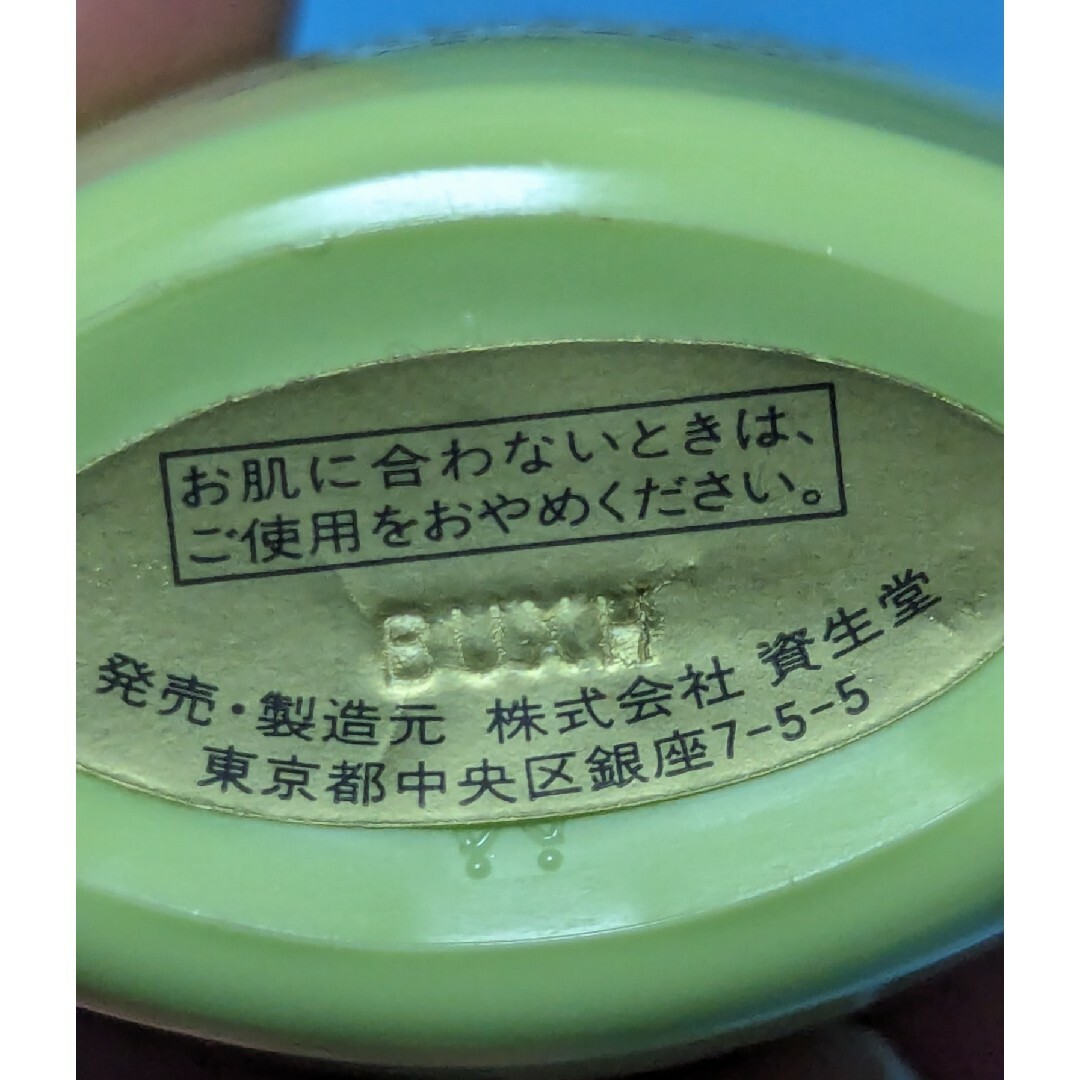 お肌に合わないときは、
ご使用をおやめください。
発売・製造元 株式会社 資生堂
東京都中央区銀座7-5-5